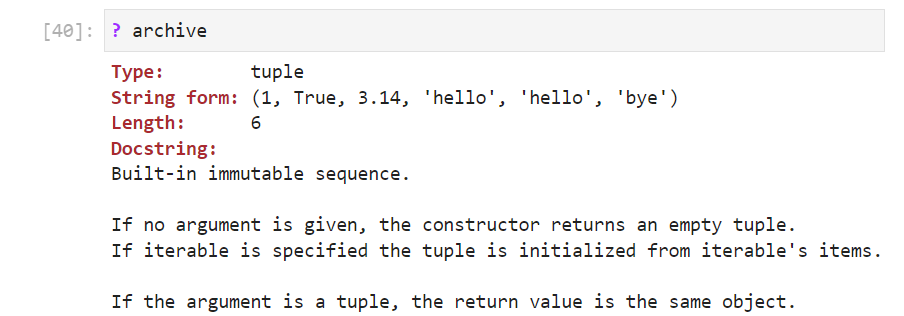 [40]: ? archive
Type: tuple
String form: (1, True, 3.14, 'hello', 'hello', 'bye')
Length: 6
Docstring:
Built-in immutable sequence.
If no argument is given, the constructor returns an empty tuple.
If iterable is specified the tuple is initialized from iterable's items.
If the argument is a tuple, the return value is the same object.